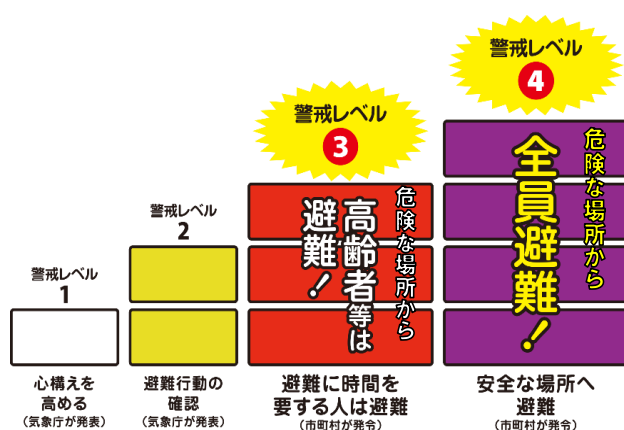 警戒レベル
1
心構えを
高める
(気象庁が発表)
警戒レベル
2
避難行動の
確認
(気象庁が発表)
警戒レベル
3
危険な場所から
高齢者等は
避難!
避難に時間を
要する人は避難
(市町村が発令)
警戒レベル
4
危険な場所から
全員避難!
安全な場所へ
避難
(市町村が発令)